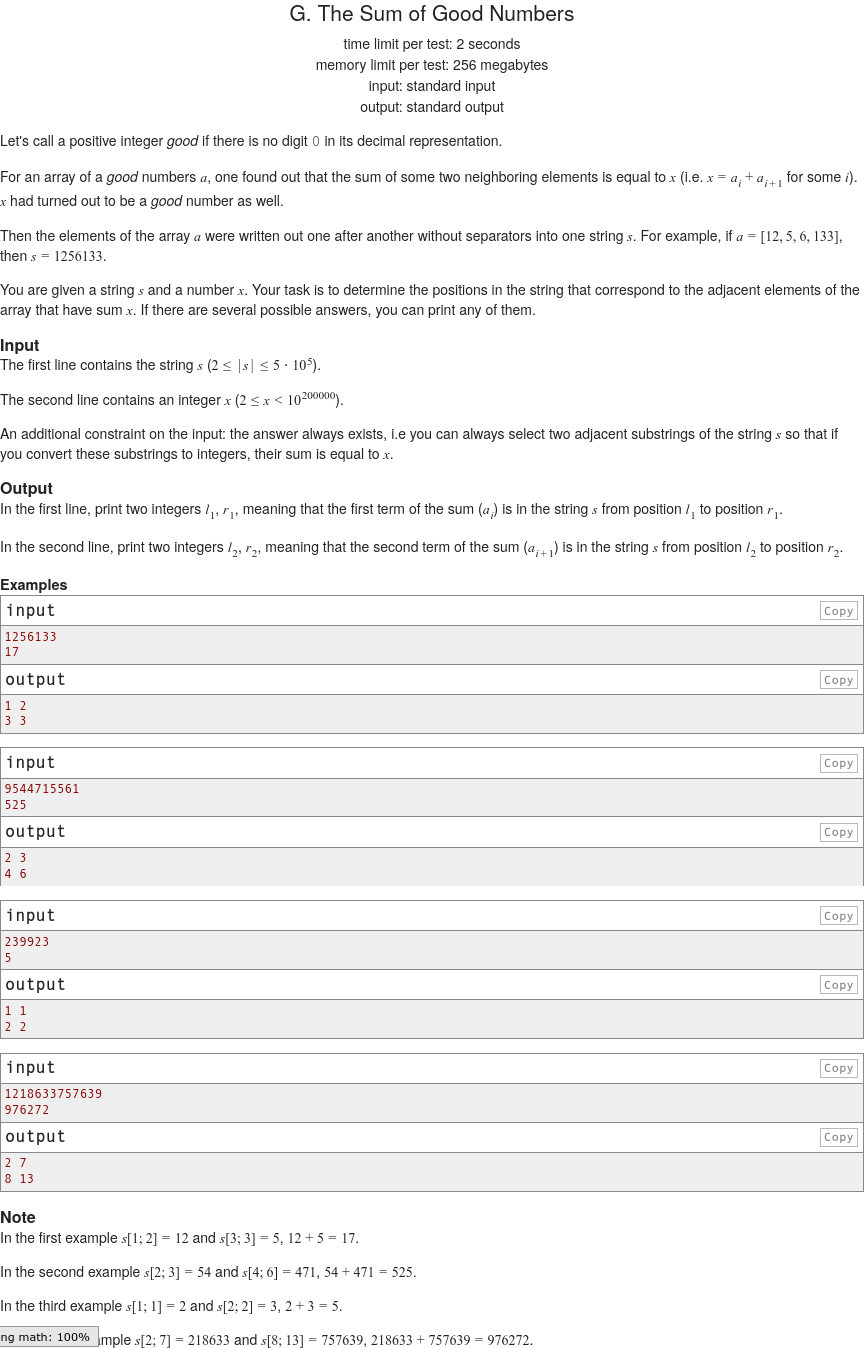 G. The Sum of Good Numbers
time limit per test: 2 seconds
memory limit per test: 256 megabytes
input: standard input
output: standard output
Let's call a positive integer good if there is no digit 0 in its decimal representation.
For an array of a good numbers a, one found out that the sum of some two neighboring elements is equal to x (i.e. x = a_i + a_{i+1} for some i).
x had turned out to be a good number as well.
Then the elements of the array a were written out one after another without separators into one string s. For example, if a = [12, 5, 6, 133],
then s = 1256133.
You are given a string s and a number x. Your task is to determine the positions in the string that correspond to the adjacent elements of the
array that have sum x. If there are several possible answers, you can print any of them.
Input
The first line contains the string s (2 ≤ |s| ≤ 5 · 10^5).
The second line contains an integer x (2 ≤ x < 10^200000).
An additional constraint on the input: the answer always exists, i.e you can always select two adjacent substrings of the string s so that if
you convert these substrings to integers, their sum is equal to x.
Output
In the first line, print two integers l_1, r_1, meaning that the first term of the sum (a_i) is in the string s from position l_1 to position r_1.
In the second line, print two integers l_2, r_2, meaning that the second term of the sum (a_{i+1}) is in the string s from position l_2 to position r_2.
Examples
input Copy
1256133
17
output Copy
1 2
3 3
input Copy
9544715561
525
output Copy
2 3
4 6
input Copy
239923
5
output Copy
1 1
2 2
input Copy
1218633757639
976272
output Copy
2 7
8 13
Note
In the first example s[1; 2] = 12 and s[3; 3] = 5, 12 + 5 = 17.
In the second example s[2; 3] = 54 and s[4; 6] = 471, 54 + 471 = 525.
In the third example s[1; 1] = 2 and s[2; 2] = 3, 2 + 3 = 5.
ng math: 100% mple s[2; 7] = 218633 and s[8; 13] = 757639, 218633 + 757639 = 976272.